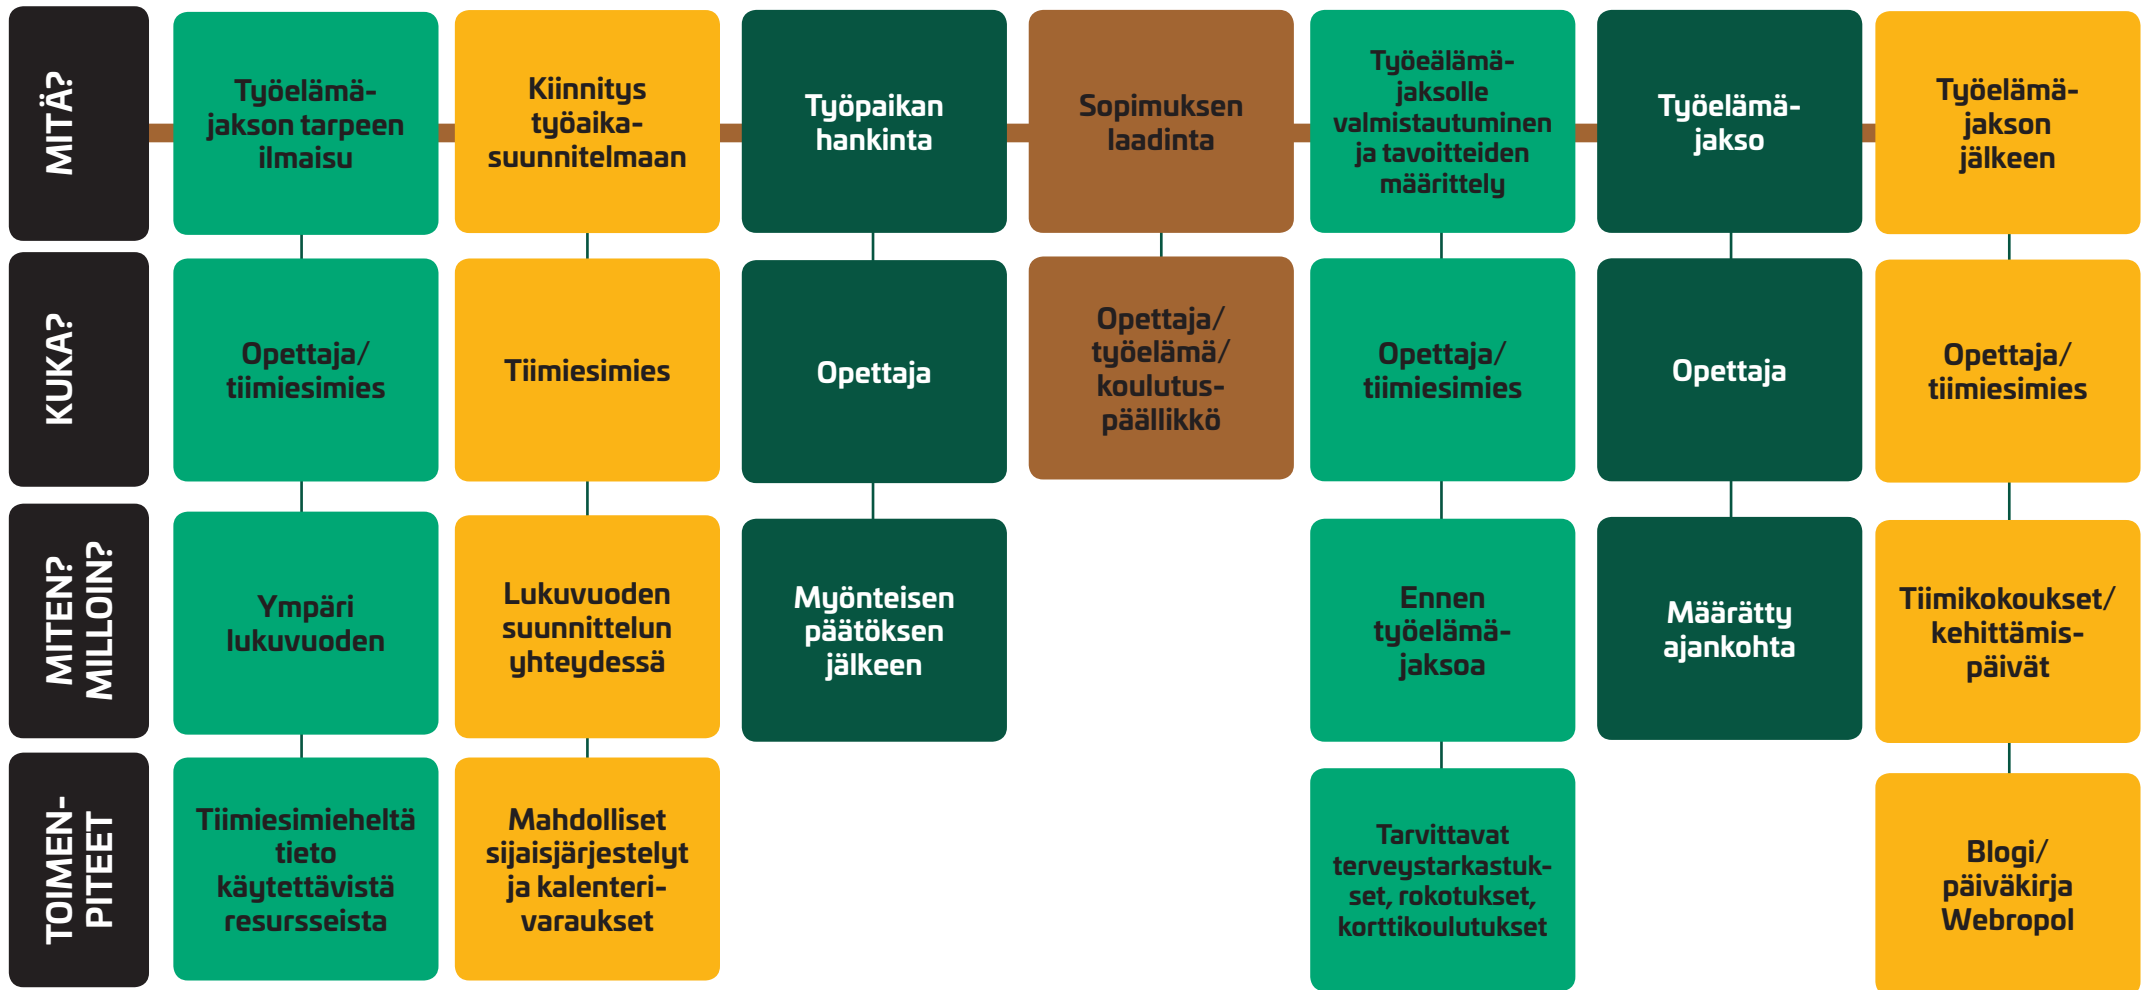 MITÄ?
Työelämä-
jakson tarpeen
ilmaisu
Kiinnitys
työaika-
suunnitelmaan
Työpaikan
hankinta
Sopimuksen
laadinta
Työeälämä-
jaksolle
valmistautuminen
ja tavoitteiden
määrittely
Työelämä-
jakso
Työelämä-
jakson
jälkeen
KUKA?
Opettaja/
tiimiesimies
Tiimiesimies
Opettaja
Opettaja/
työelämä/
koulutus-
päällikkö
Opettaja/
tiimiesimies
Opettaja
Opettaja/
tiimiesimies
MITEN?
MILLOIN?
Ympäri
lukuvuoden
Lukuvuoden
suunnittelun
yhteydessä
Myönteisen
päätöksen
jälkeen
Ennen
työelämä-
jaksoa
Määrätty
ajankohta
Tiimikokoukset/
kehittämis-
päivät
TOIMEN-
PITEET
Tiimiesimieheltä
tieto
käytettävistä
resursseista
Mahdolliset
sijaisjärjestelyt
ja kalenteri-
varaukset
Tarvittavat
terveystarkastuk-
set, rokotukset,
korttikoulutukset
Blogi/
päiväkirja
Webropol